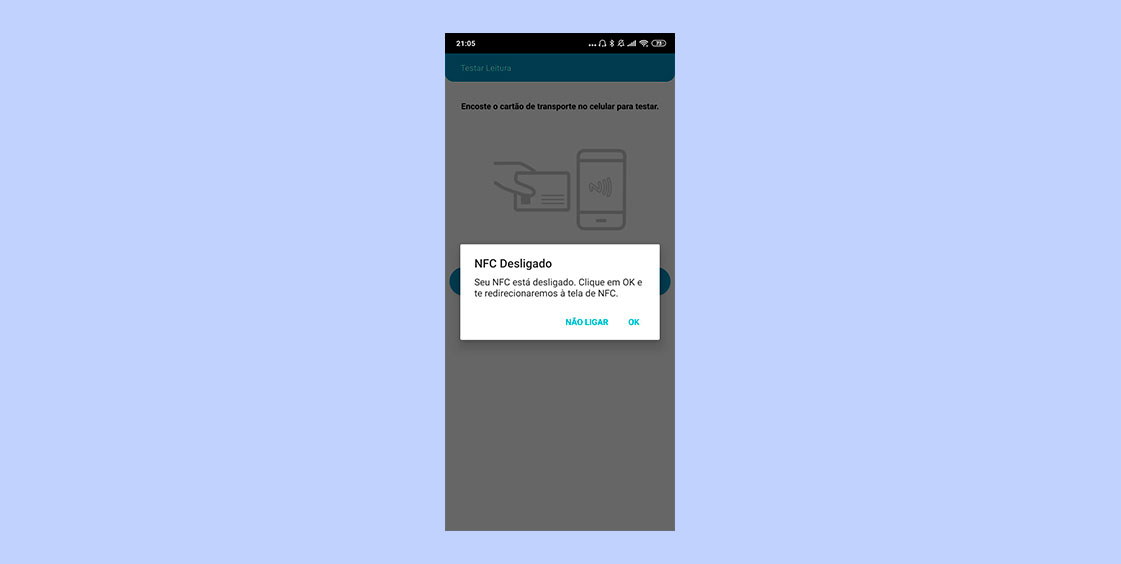 21:05
73
Testar Leitura
Encoste o cartão de transporte no celular para testar.
NFC Desligado
Seu NFC está desligado. Clique em OK e
te redirecionaremos à tela de NFC.
NÃO LIGAR OK